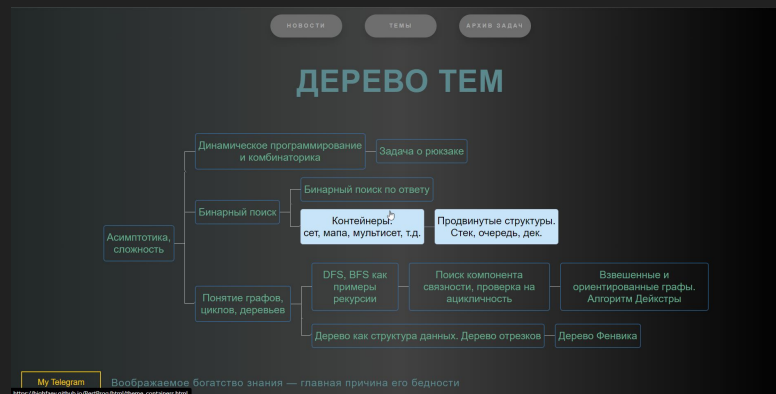 НОВОСТИ
ТЕМЫ
АРХИВ ЗАДАЧ
ДЕРЕВО ТЕМ
Динамическое программирование
и комбинаторика
Задача о рюкзаке
Бинарный поиск по ответу
Бинарный поиск
Контейнеры:
сет, мапа, мультисет, т.д.
Продвинутые структуры.
Стек, очередь, дек.
Асимптотика,
сложность
Понятие графов,
циклов, деревьев
DFS, BFS как
примеры
рекурсии
Поиск компонента
связности, проверка на
ацикличность
Взвешенные и
ориентированные графы.
Алгоритм Дейкстры
Дерево как структура данных. Дерево отрезков
Дерево Фенвика
My Telegram
Воображаемое богатство знания — главная причина его бедности